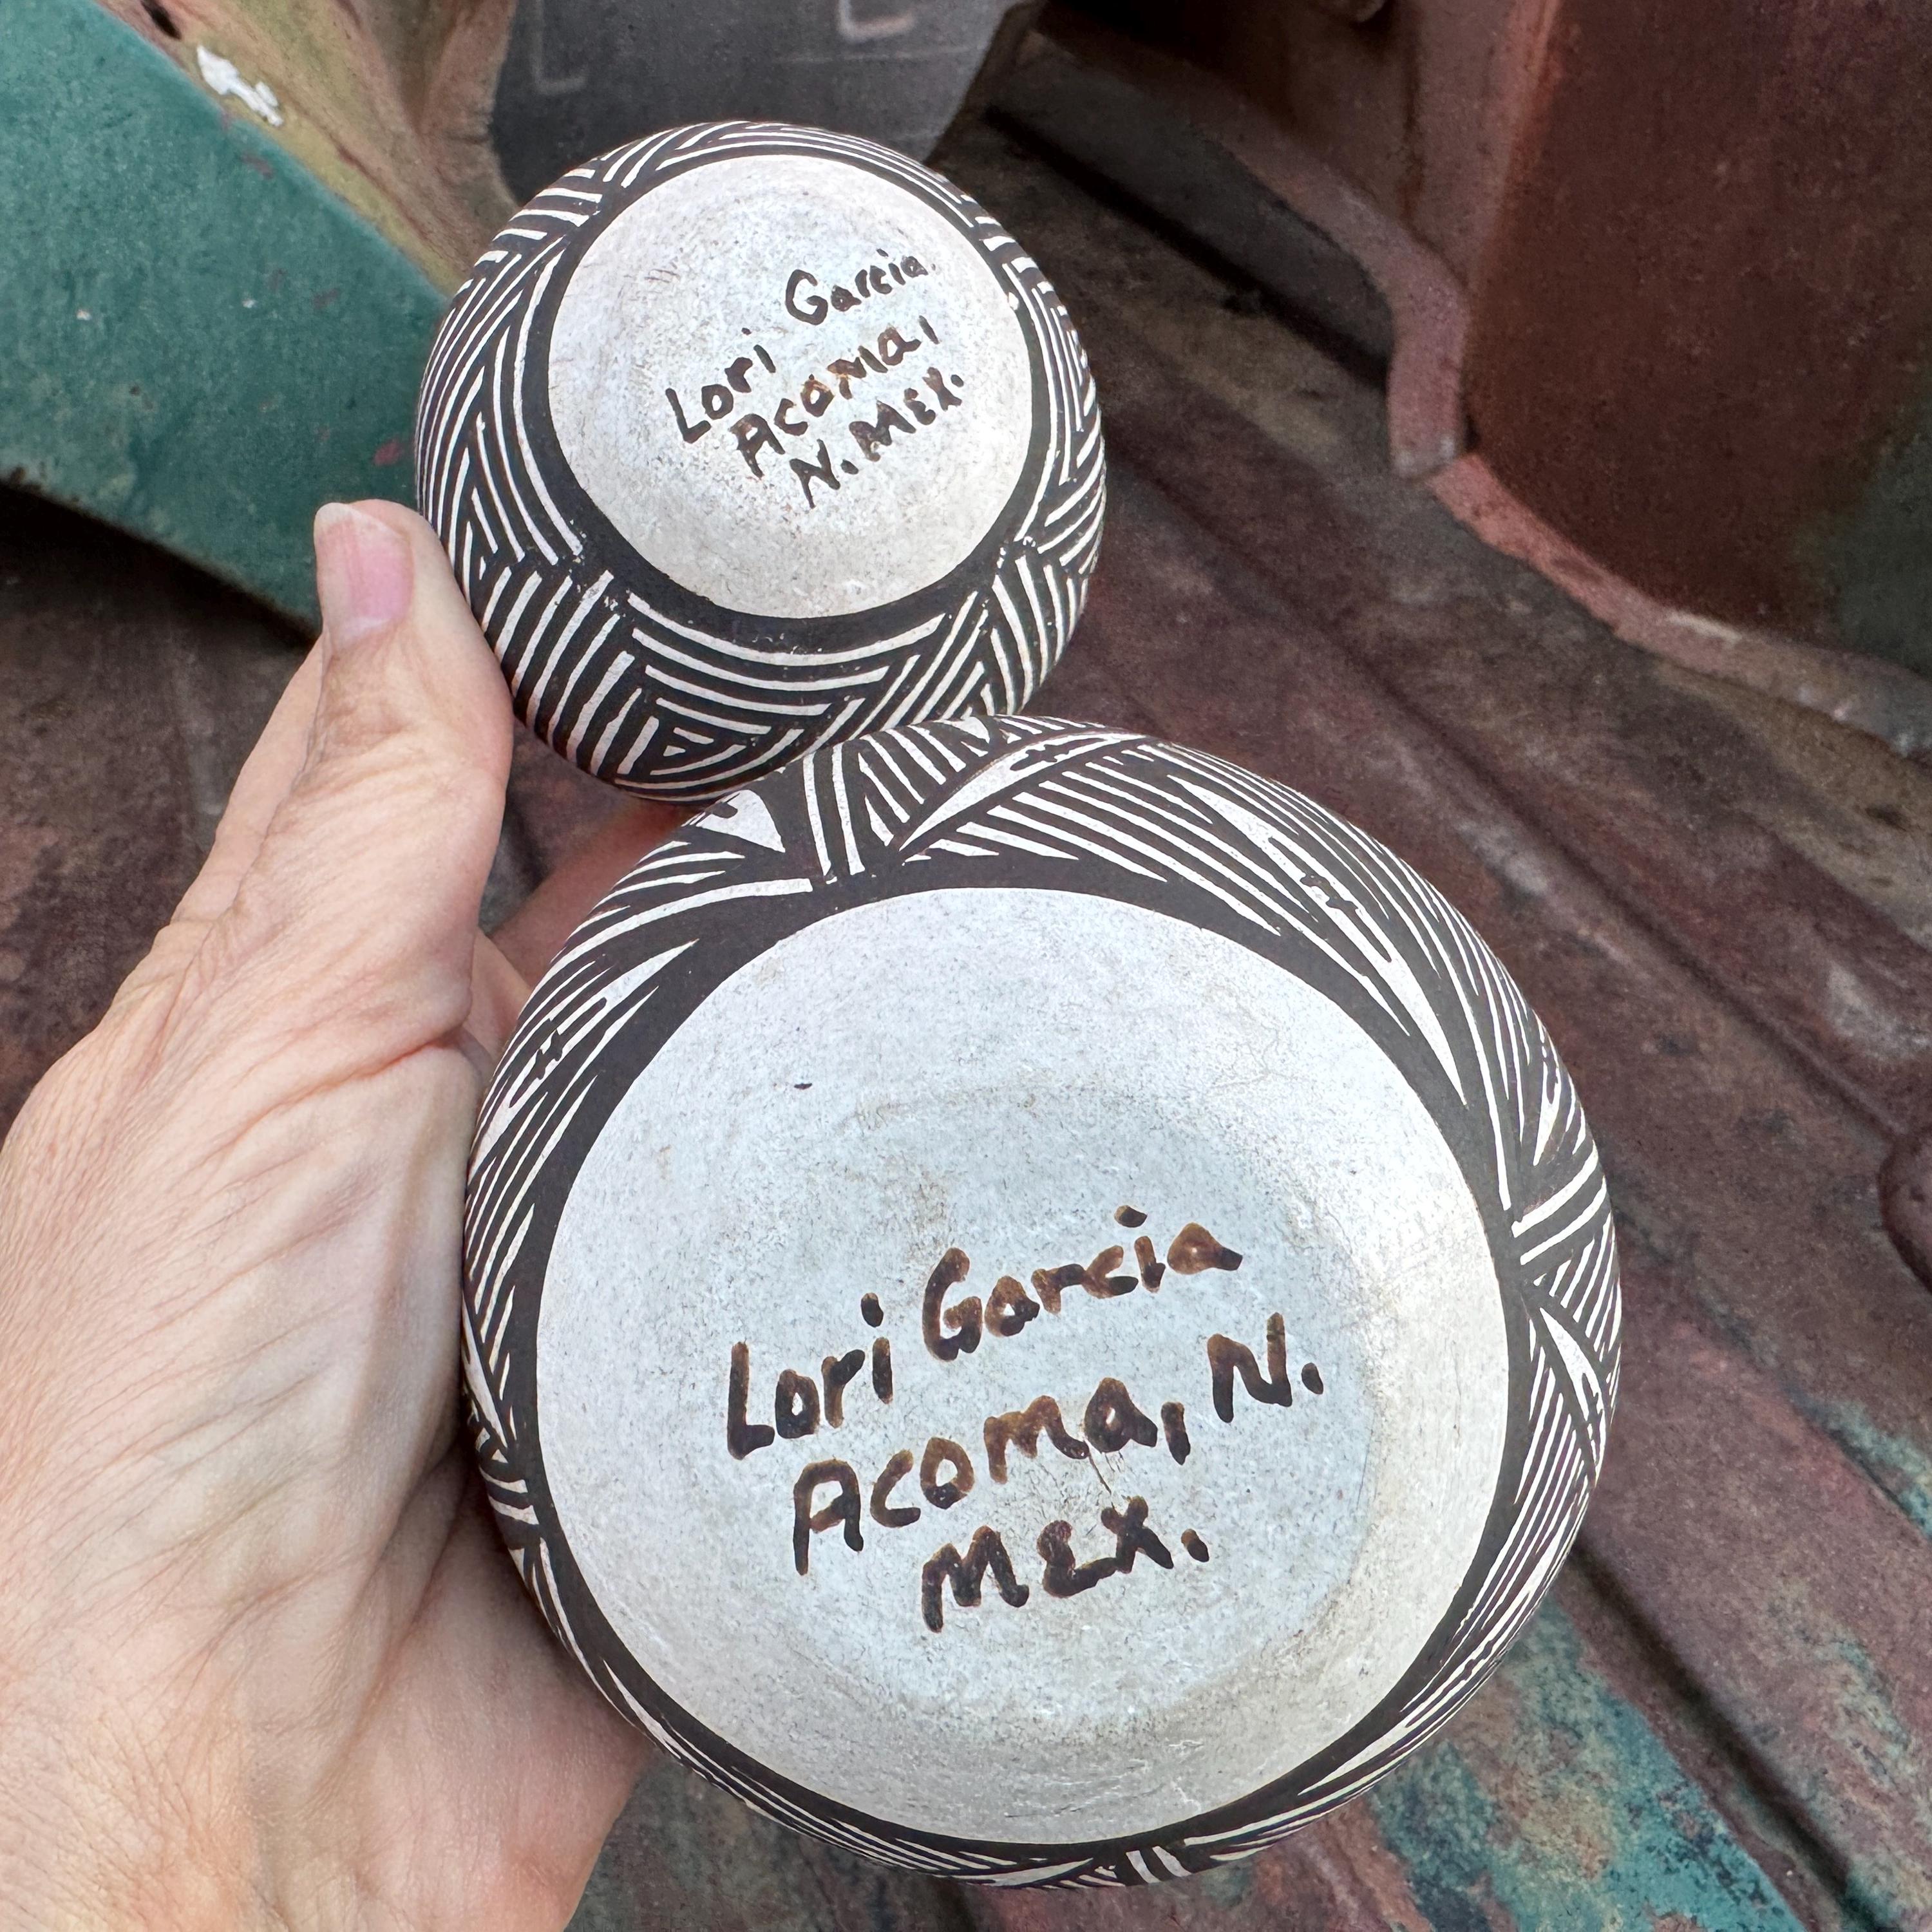 Lori Garcia
Acoma,
N. MEX.
Lori Garcia
Acoma, N.
MEX.